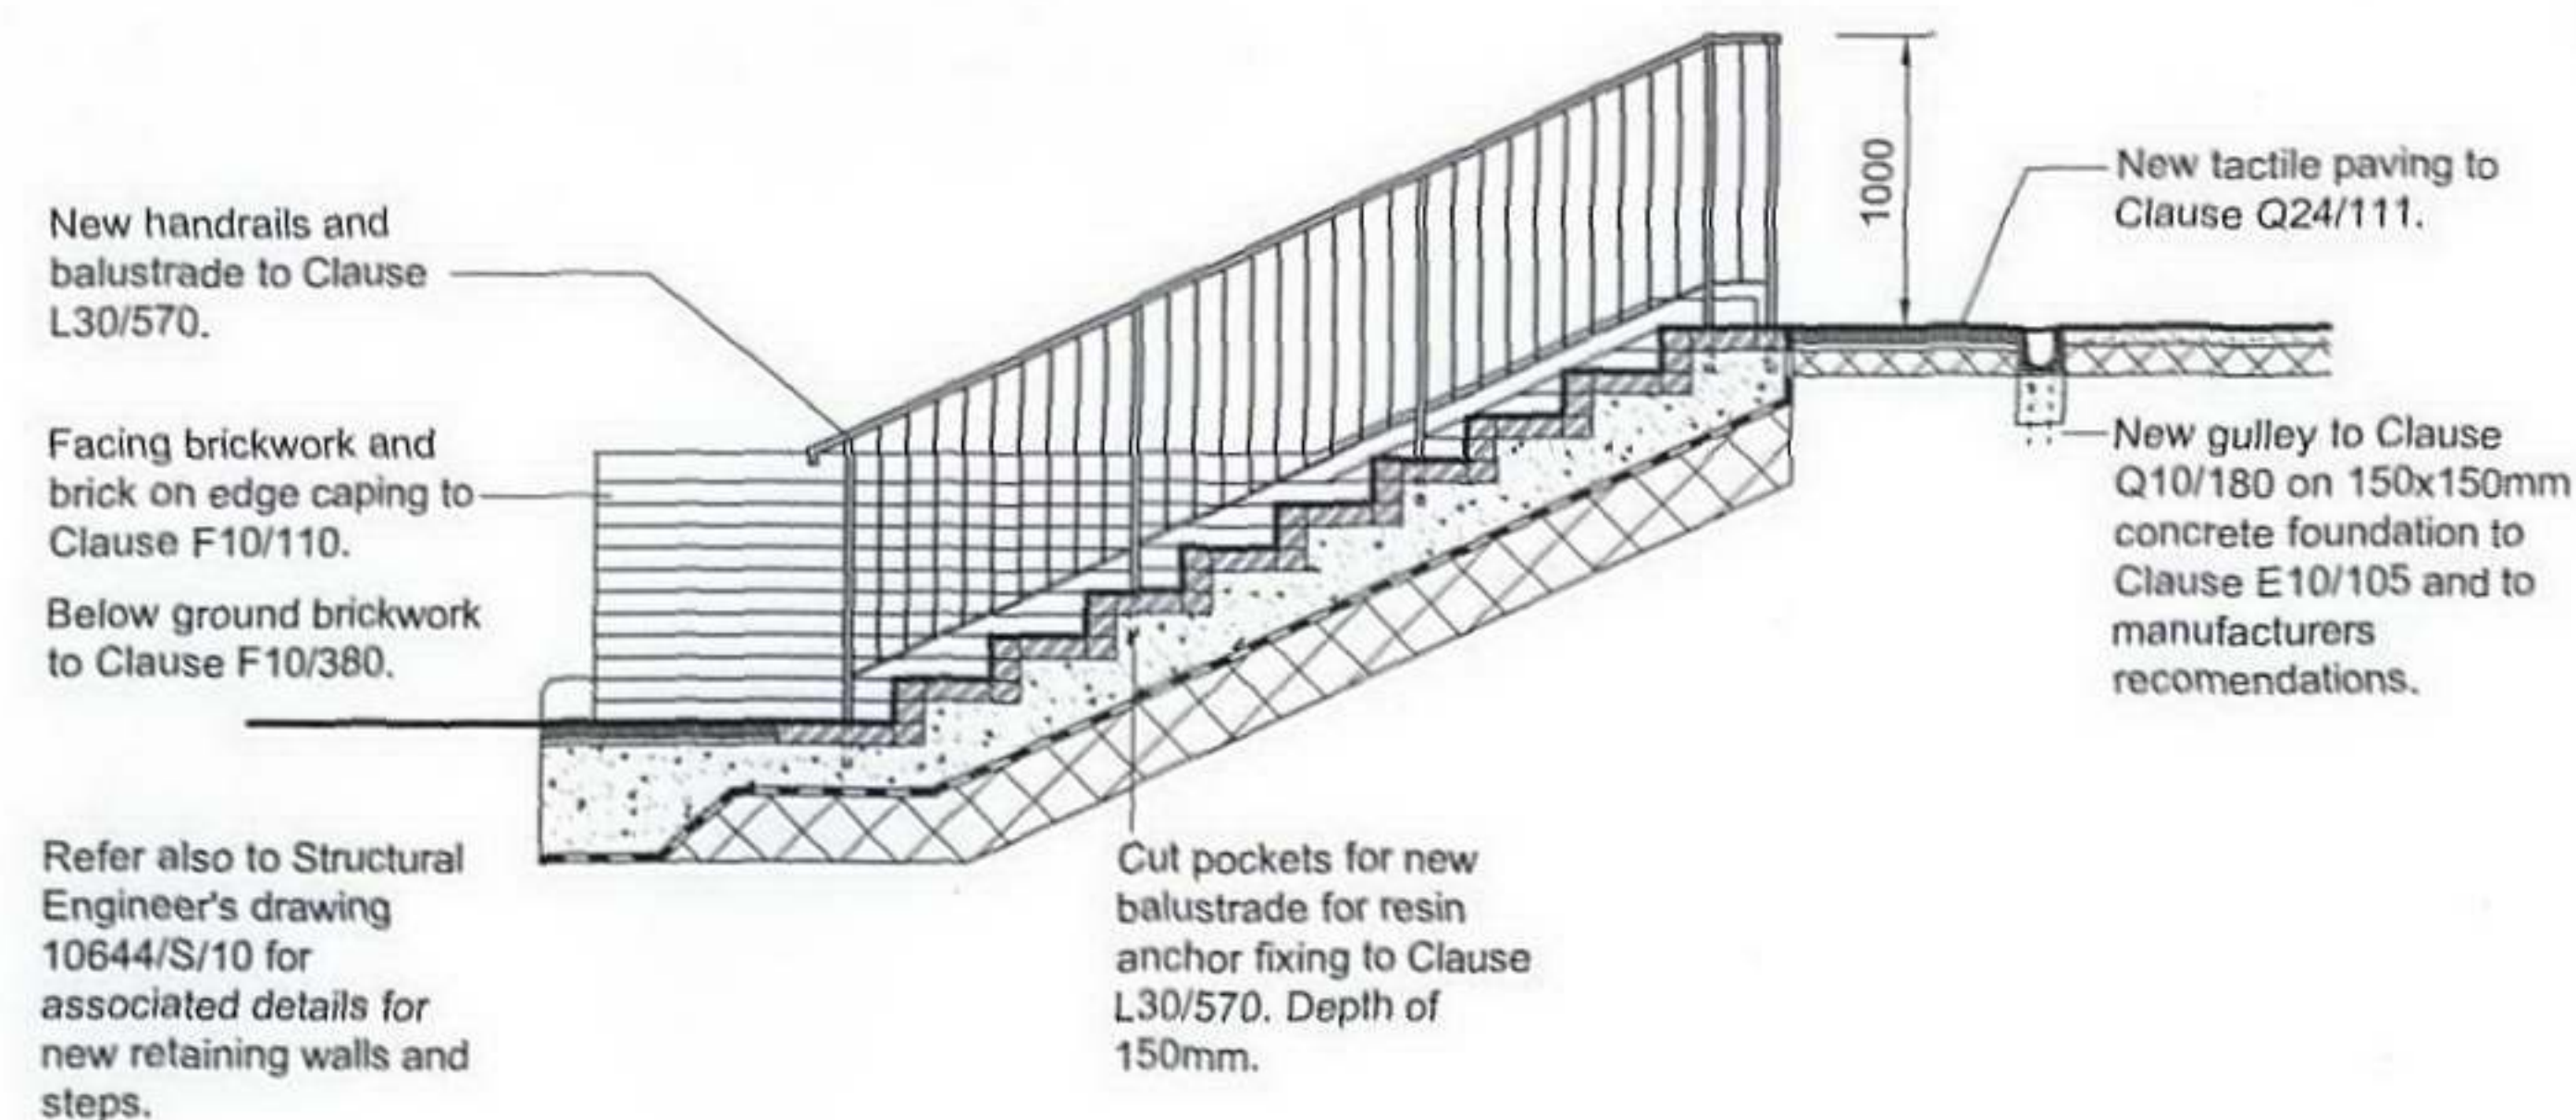 New handrails and
balustrade to Clause
L30/570.
Facing brickwork and
brick on edge caping to
Clause F10/110.
Below ground brickwork
to Clause F10/380.
Refer also to Structural
Engineer's drawing
10644/S/10 for
associated details for
new retaining walls and
steps.
Cut pockets for new
balustrade for resin
anchor fixing to Clause
L30/570. Depth of
150mm.
1000
New tactile paving to
Clause Q24/111.
New gulley to Clause
Q10/180 on 150x150mm
concrete foundation to
Clause E10/105 and to
manufacturers
recomendations.